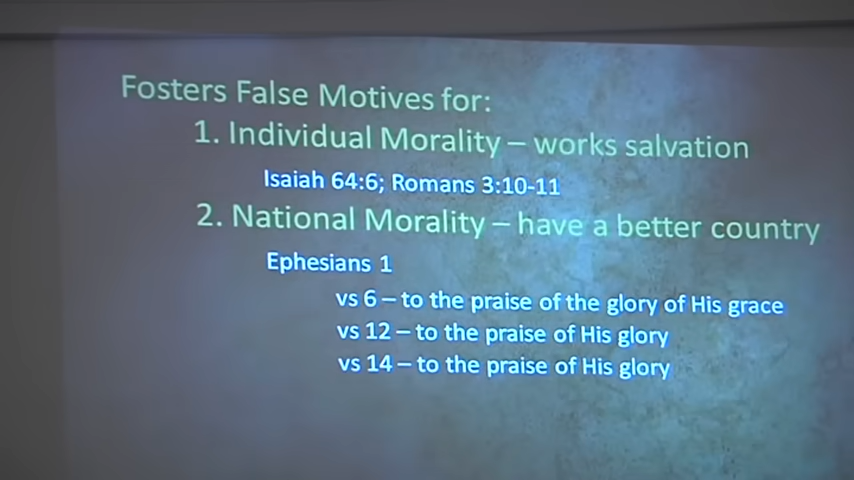 Fosters False Motives for:
1. Individual Morality – works salvation
Isaiah 64:6; Romans 3:10-11
2. National Morality – have a better country
Ephesians 1
vs 6 – to the praise of the glory of His grace
vs 12 – to the praise of His glory
vs 14 – to the praise of His glory